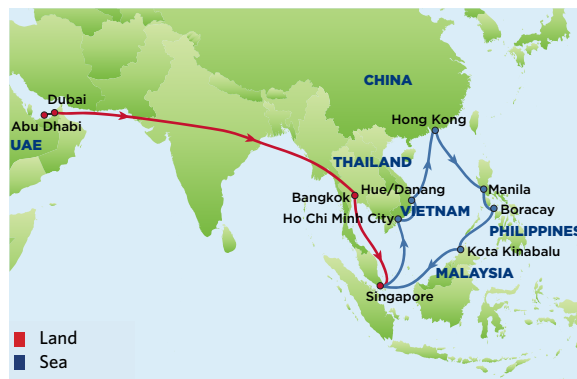 CHINA
Dubai
Abu Dhabi
UAE
Hong Kong
THAILAND
Bangkok
Hue/Danang
Manila
Ho Chi Minh City
VIETNAM
Boracay
PHILIPPINES
Kota Kinabalu
MALAYSIA
Singapore
Land
Sea